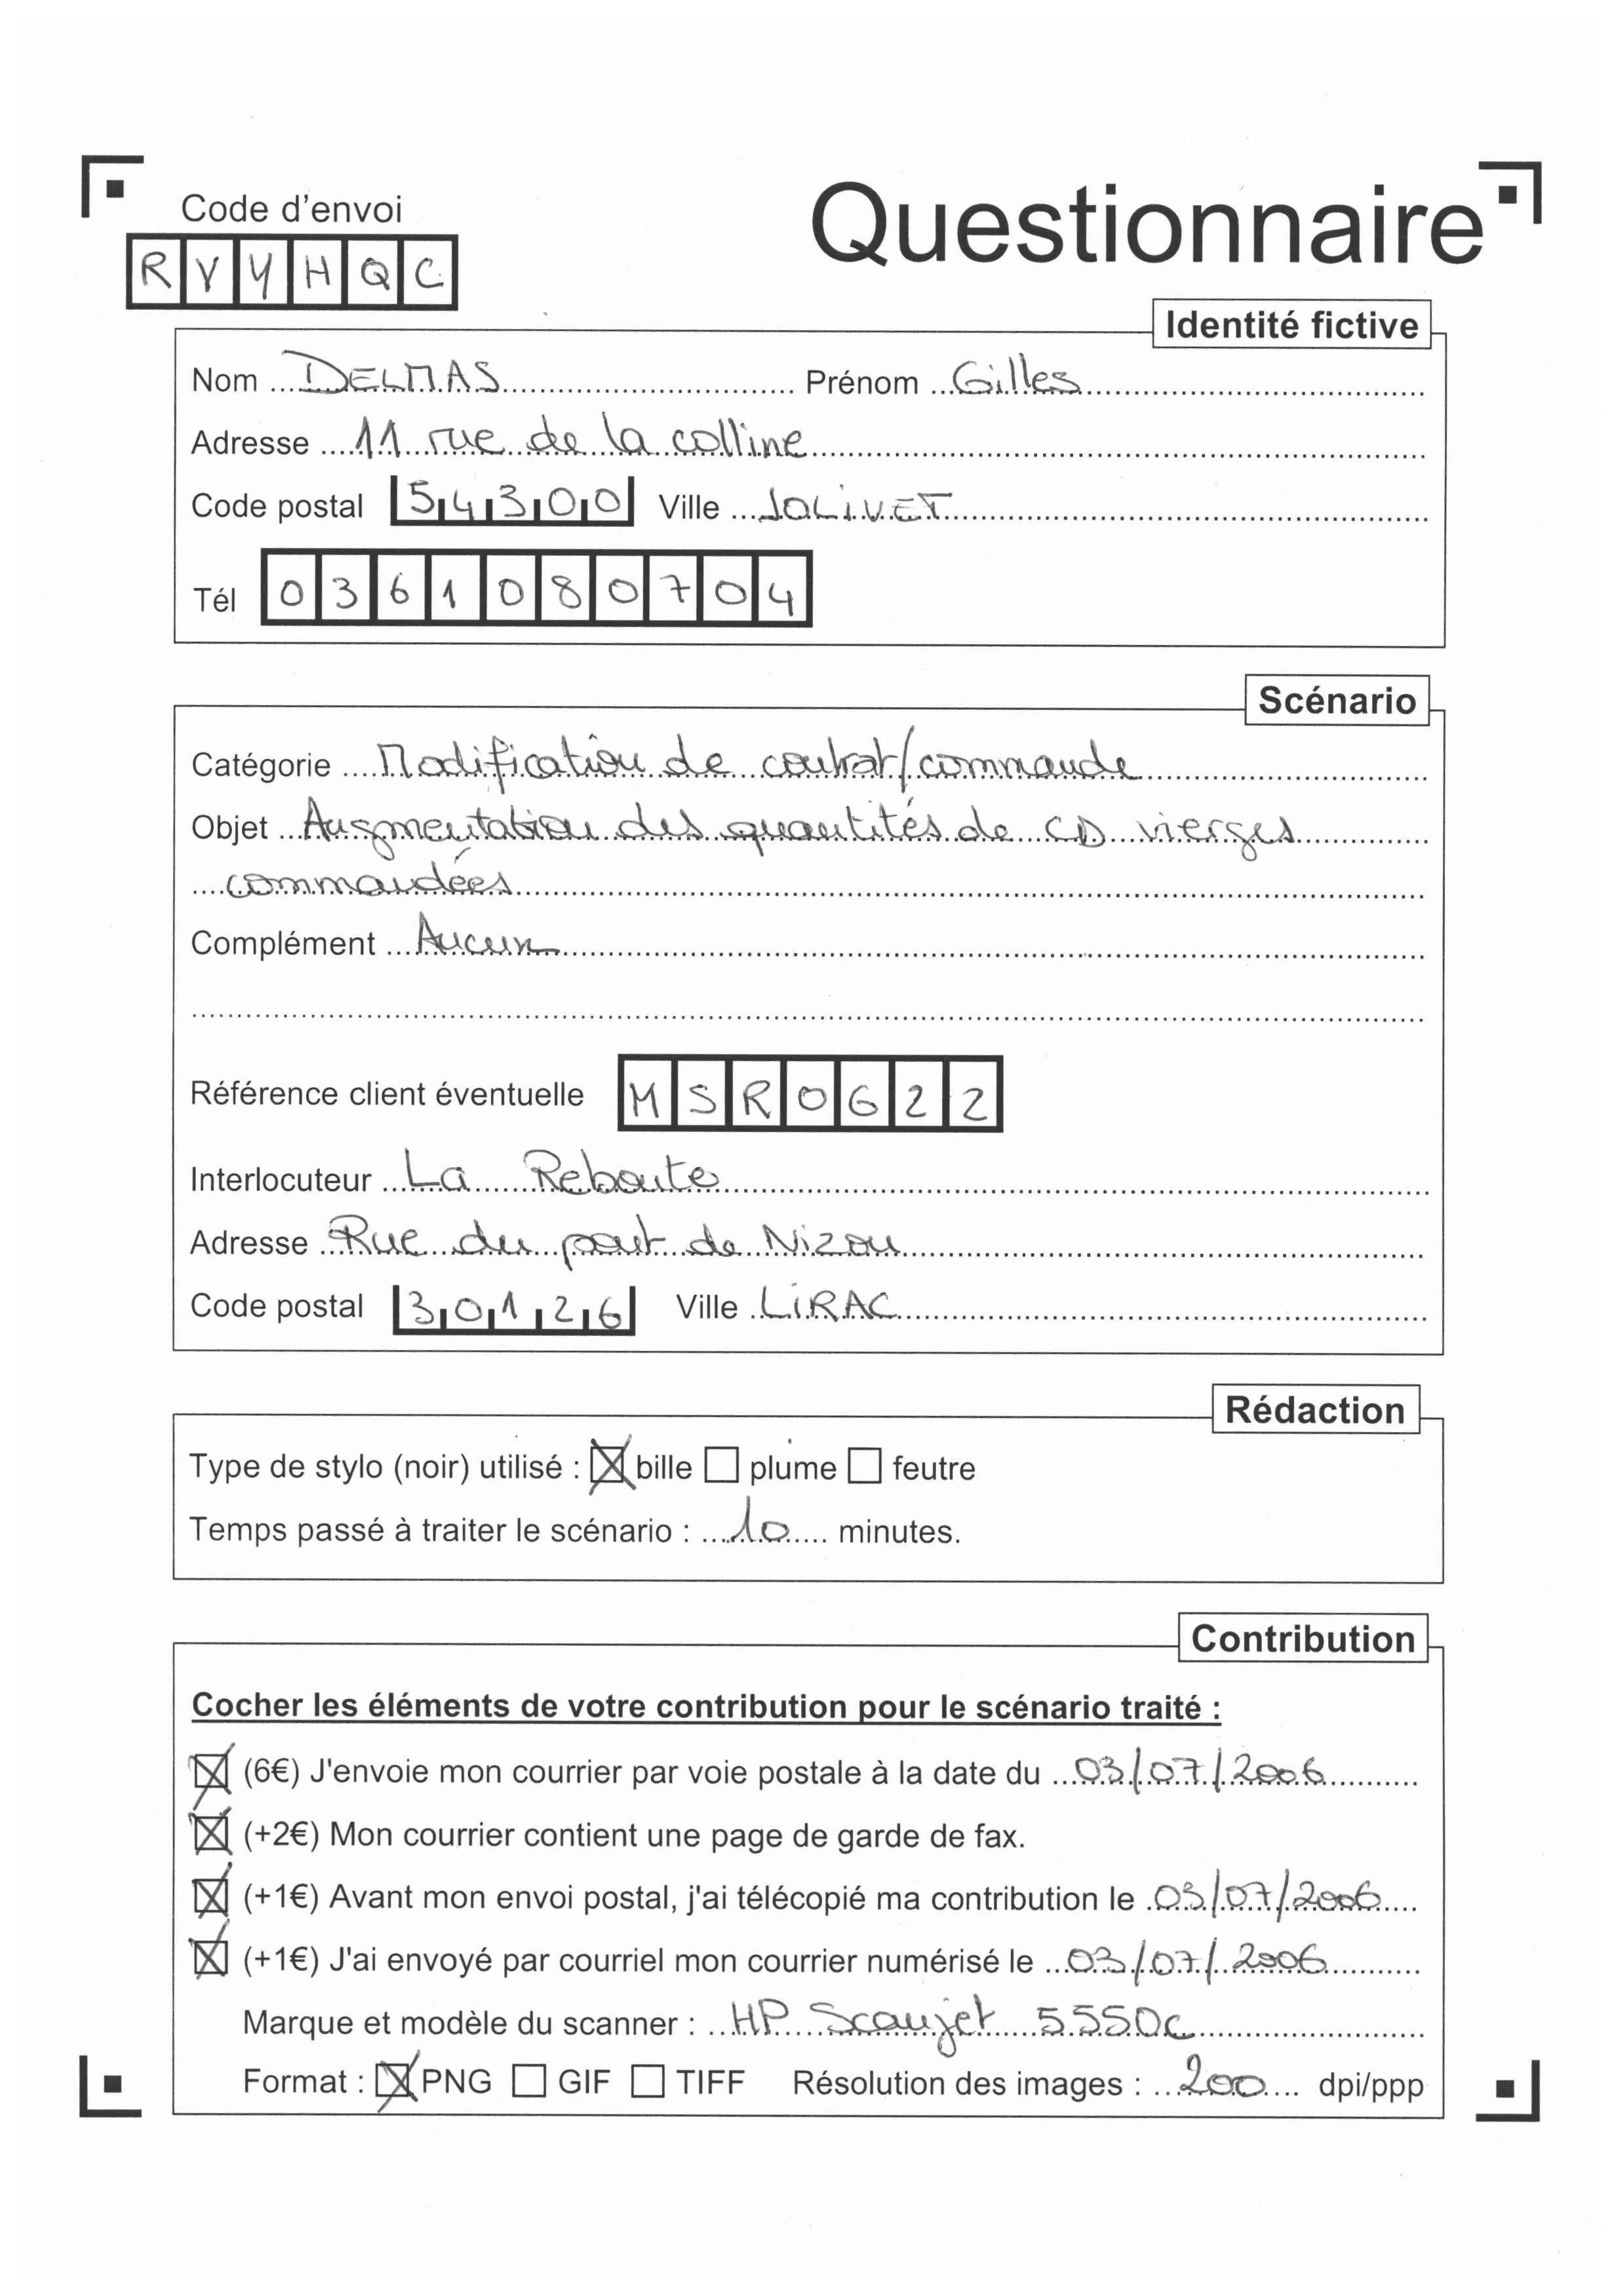 Code d'envoi
Questionnaire
RVYHQC
Identité fictive
Nom DELMAS Prénom Gilles
Adresse 11 rue de la colline
Code postal 54300 Ville JOLIVET
Tél 0361080704
Scénario
Catégorie Modification de contrat/commande
Objet Augmentation des quantités de CD vierges
commandées
Complément Aucun
Référence client éventuelle MSR0622
Interlocuteur La Reboute
Adresse Rue du pont de Nizon
Code postal 30126 Ville LIRAC
Rédaction
Type de stylo (noir) utilisé : ☒ bille ☐ plume ☐ feutre
Temps passé à traiter le scénario : 10 minutes.
Contribution
Cocher les éléments de votre contribution pour le scénario traité :
☒ (6€) J'envoie mon courrier par voie postale à la date du 03/07/2006
☒ (+2€) Mon courrier contient une page de garde de fax.
☒ (+1€) Avant mon envoi postal, j'ai télécopié ma contribution le 03/07/2006
☒ (+1€) J'ai envoyé par courriel mon courrier numérisé le 03/07/2006
Marque et modèle du scanner : HP Scanjet 5550c
Format : ☒ PNG ☐ GIF ☐ TIFF Résolution des images : 200 dpi/ppp